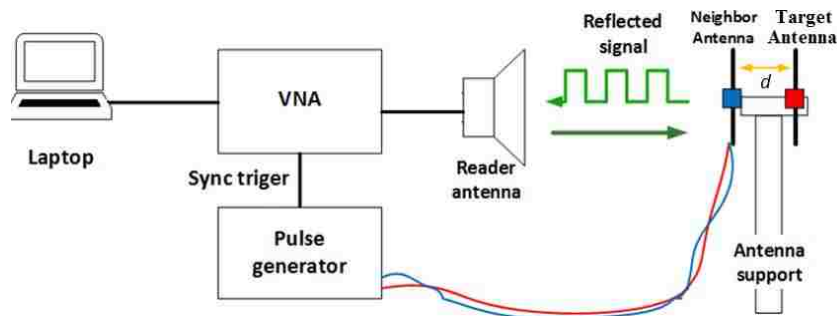 Reflected
signal
Neighbor
Antenna
Target
Antenna
d
VNA
Laptop
Reader
antenna
Sync triger
Pulse
generator
Antenna
support